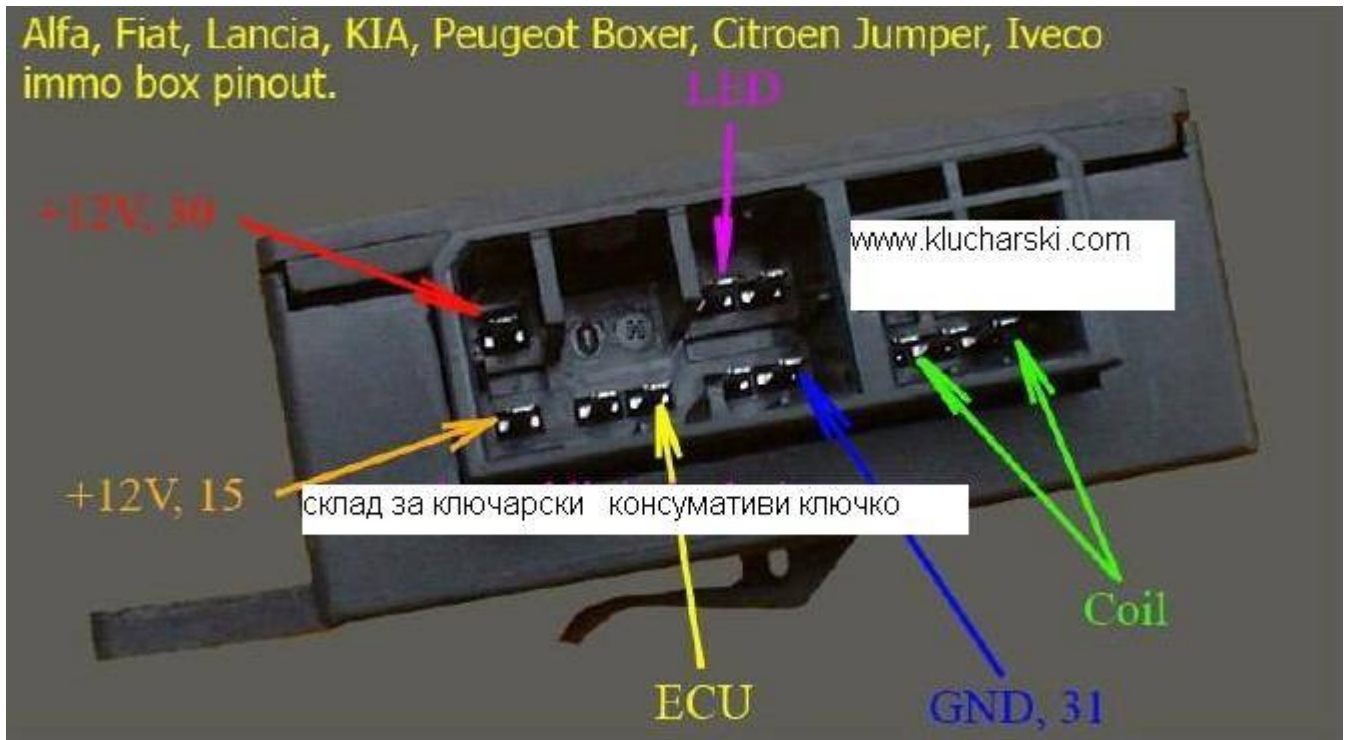 Alfa, Fiat, Lancia, KIA, Peugeot Boxer, Citroen Jumper, Iveco
immo box pinout.
LED
+12V, 30
www.klucharski.com
+12V, 15
склад за ключарски консумативи ключко
Coil
ECU
GND, 31